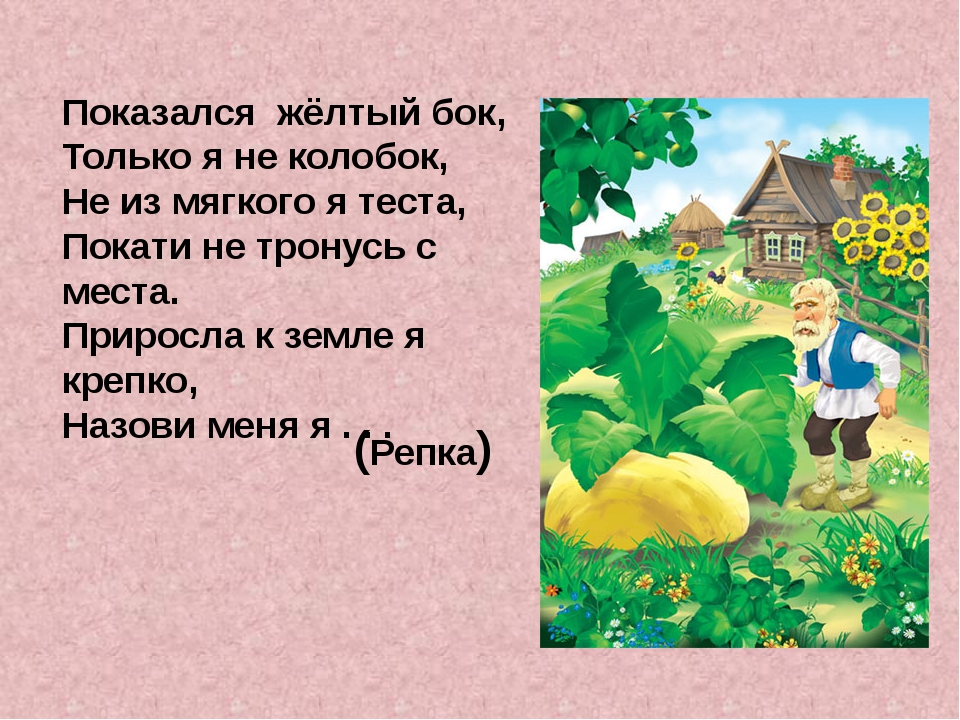 Показался  жёлтый бок,
Только я не колобок,
Не из мягкого я теста,
Покати не тронусь с
места.
Приросла к земле я
крепко,
Назови меня я . . .
(Репка)